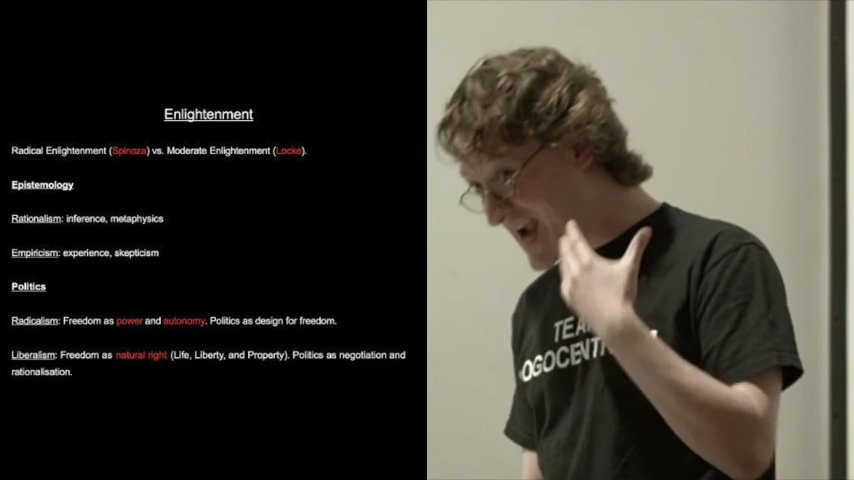 Enlightenment
Radical Enlightenment (Spinoza) vs. Moderate Enlightenment (Locke).
Epistemology
Rationalism: inference, metaphysics
Empiricism: experience, skepticism
Politics
Radicalism: Freedom as power and autonomy. Politics as design for freedom.
Liberalism: Freedom as natural right (Life, Liberty, and Property). Politics as negotiation and
rationalisation.